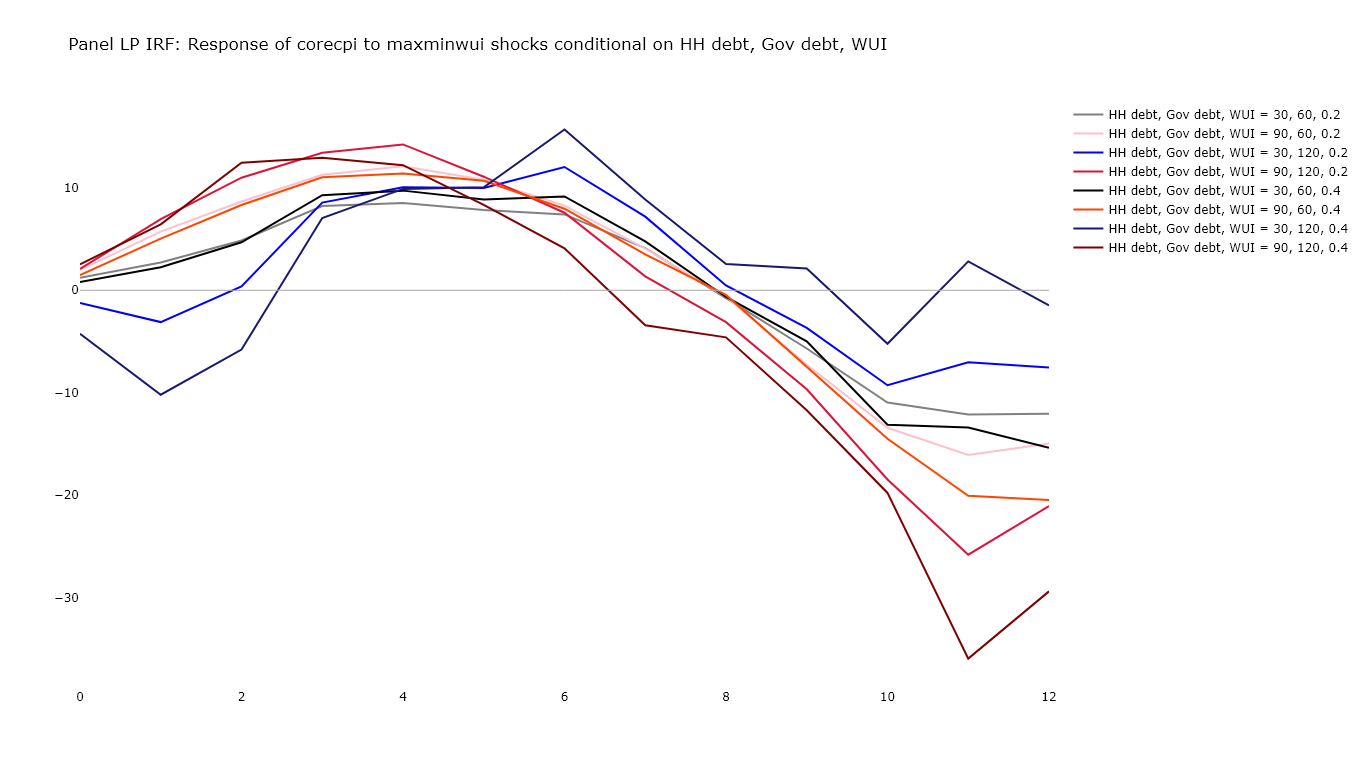 Panel LP IRF: Response of corecpi to maxminwui shocks conditional on HH debt, Gov debt, WUI
HH debt, Gov debt, WUI = 30, 60, 0.2
HH debt, Gov debt, WUI = 90, 60, 0.2
HH debt, Gov debt, WUI = 30, 120, 0.2
HH debt, Gov debt, WUI = 90, 120, 0.2
HH debt, Gov debt, WUI = 30, 60, 0.4
HH debt, Gov debt, WUI = 90, 60, 0.4
HH debt, Gov debt, WUI = 30, 120, 0.4
HH debt, Gov debt, WUI = 90, 120, 0.4
10
0
−10
−20
−30
0 2 4 6 8 10 12